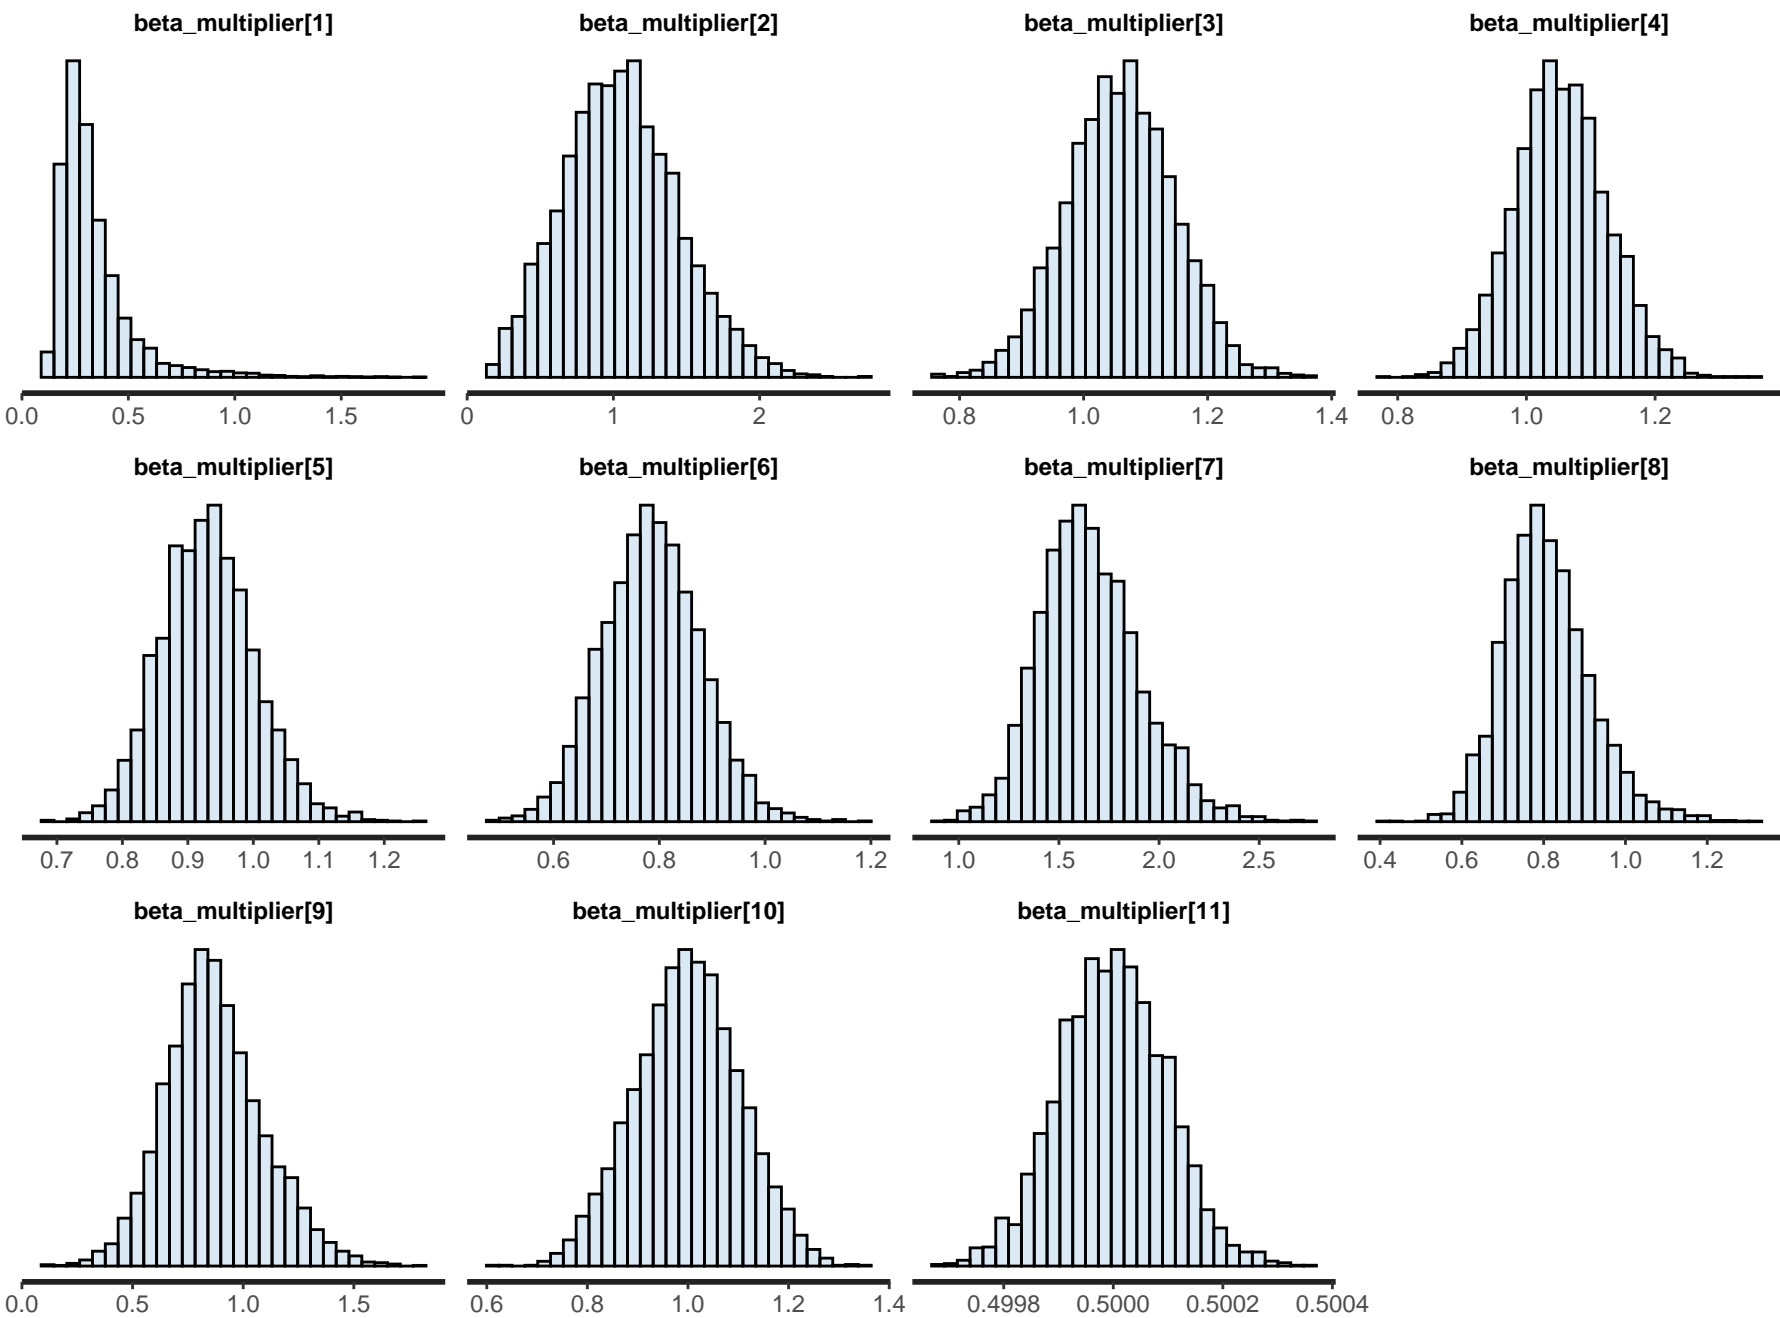 beta_multiplier[1] beta_multiplier[2] beta_multiplier[3] beta_multiplier[4]
0.0 0.5 1.0 1.5 0 1 2 0.8 1.0 1.2 1.4 0.8 1.0 1.2
beta_multiplier[5] beta_multiplier[6] beta_multiplier[7] beta_multiplier[8]
0.7 0.8 0.9 1.0 1.1 1.2 0.6 0.8 1.0 1.2 1.0 1.5 2.0 2.5 0.4 0.6 0.8 1.0 1.2
beta_multiplier[9] beta_multiplier[10] beta_multiplier[11]
0.0 0.5 1.0 1.5 0.6 0.8 1.0 1.2 1.4 0.4998 0.5000 0.5002 0.5004